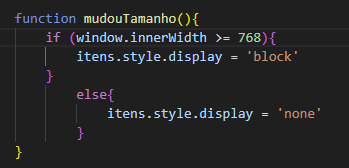 function mudouTamanho(){
    if (window.innerWidth >= 768){
        itens.style.display = 'block'
    }
        else{
            itens.style.display = 'none'
        }
}